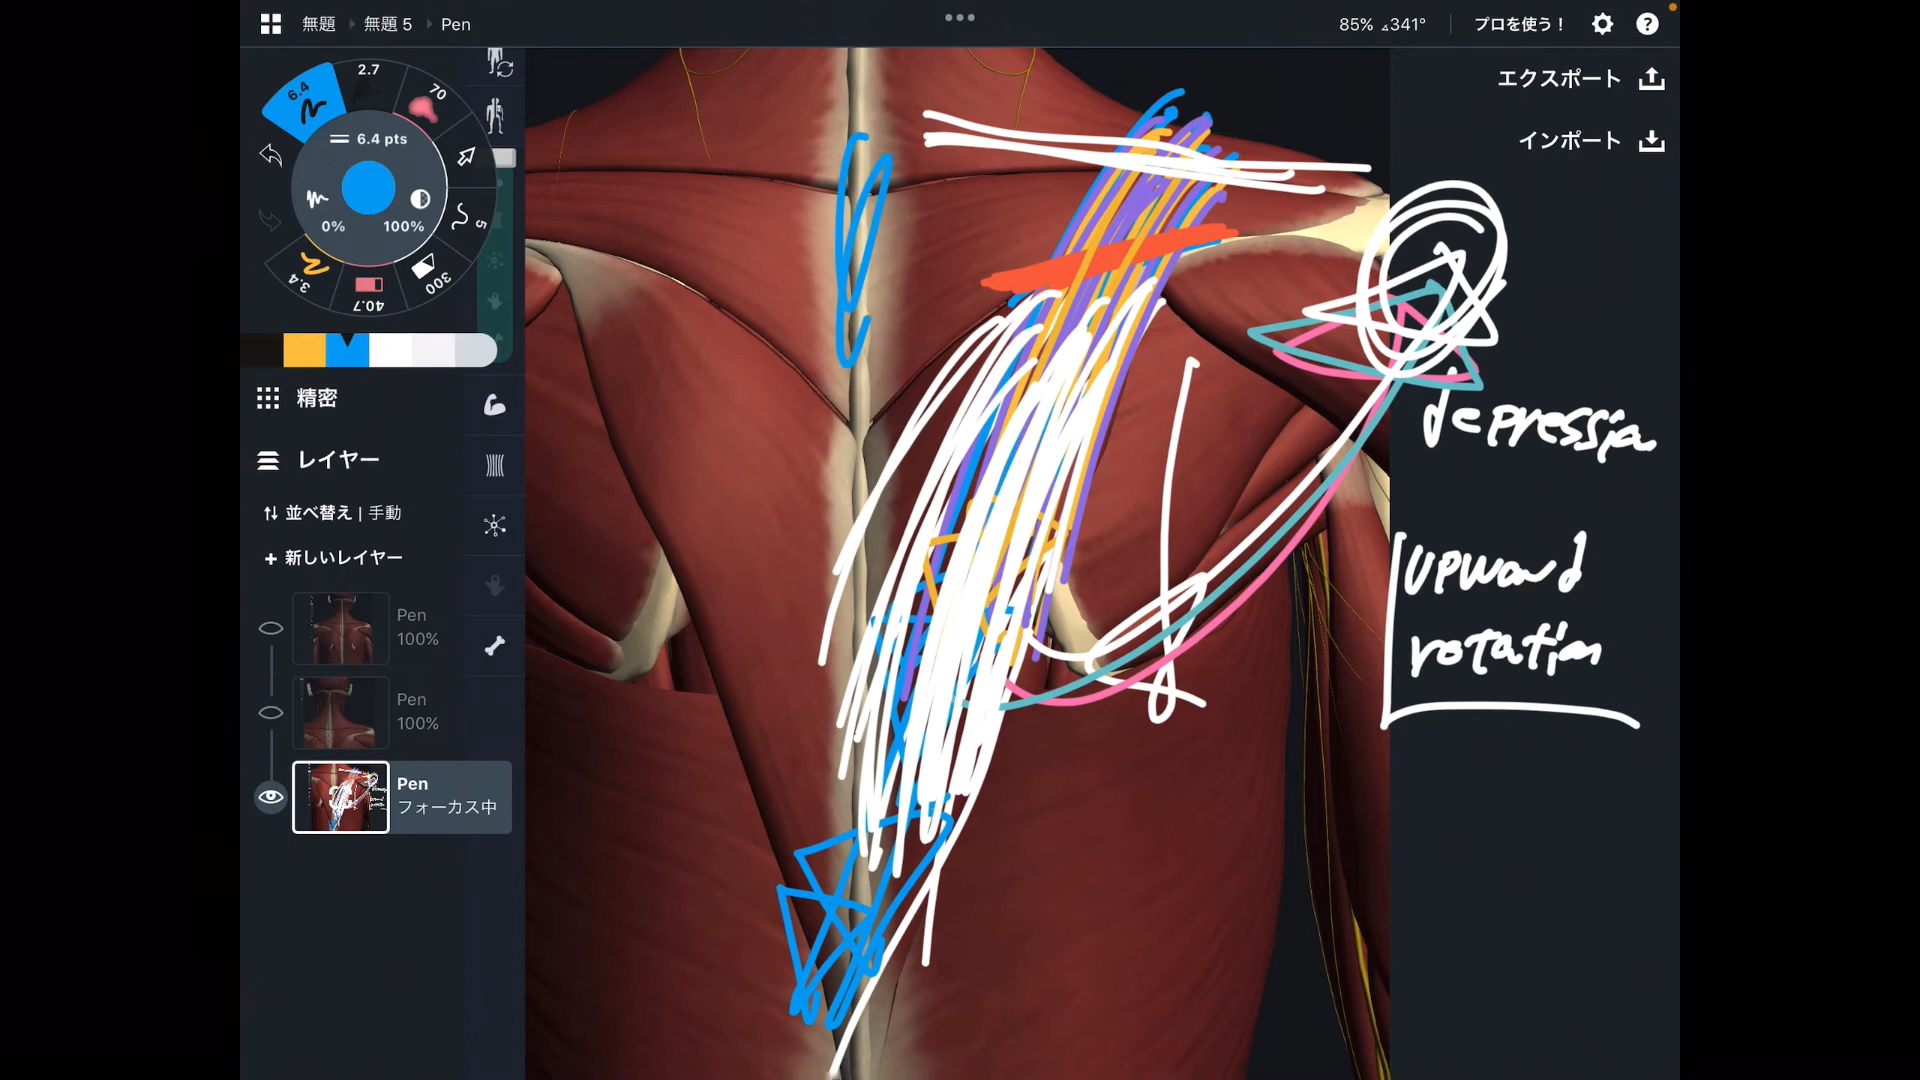 無題 無題 5 Pen
85% ⊿341°
プロを使う！
エクスポート
インポート
6.4
2.7
70
5
300
40.7
3.4
6.4 pts
0% 100%
精密
レイヤー
並べ替え | 手動
+ 新しいレイヤー
Pen
100%
Pen
100%
Pen
フォーカス中
depression
upward
rotation